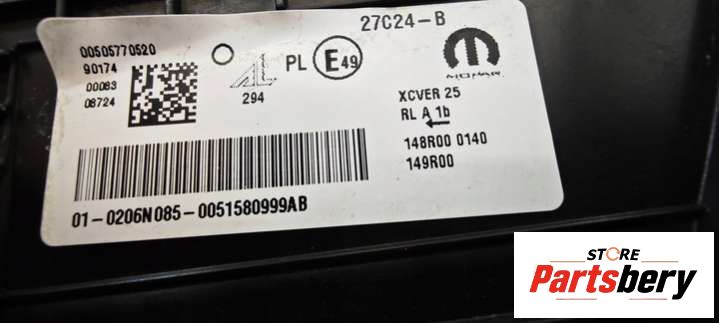 00505770520
90174
00083
08724
AL
294
PL
E49
27C24-B
MOPAR
XCVER 25
RL A 1b
148R00 0140
149R00
01-0206N085-0051580999AB
STORE
Partsbery